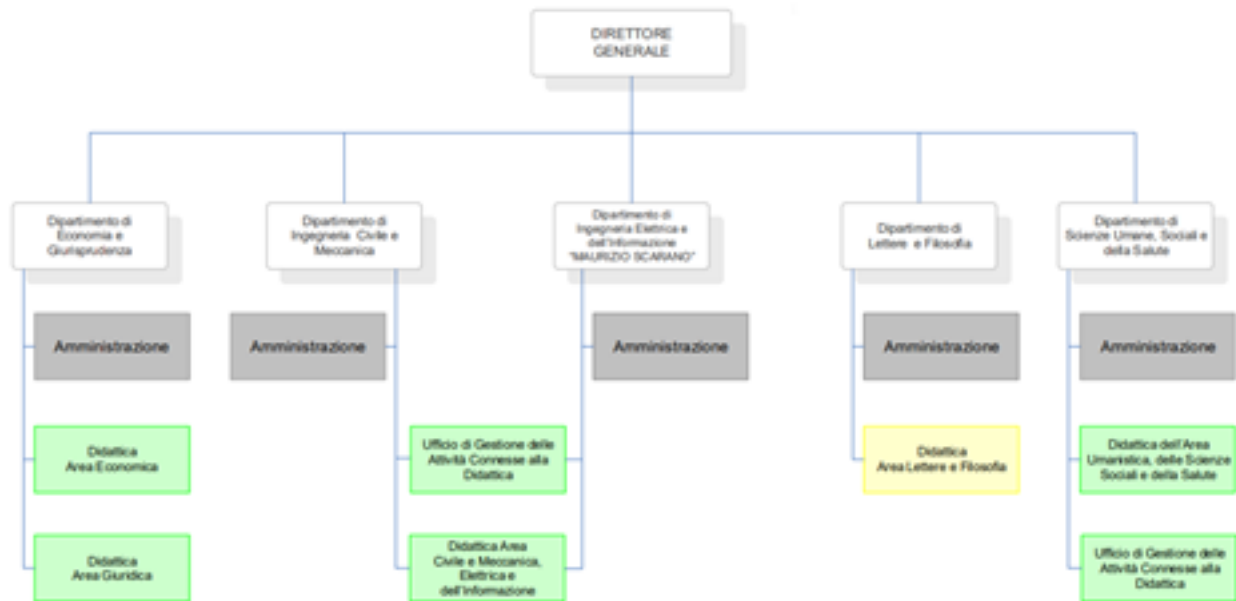 DIRETTORE
GENERALE
Dipartimento di
Economia e
Giurisprudenza
Dipartimento di
Ingegneria Civile e
Meccanica
Dipartimento di
Ingegneria Elettrica e
dell'Informazione
"MAURIZIO SCARANO"
Dipartimento di
Lettere e Filosofia
Dipartimento di
Scienze Umane, Sociali e
della Salute
Amministrazione
Amministrazione
Amministrazione
Amministrazione
Amministrazione
Didattica
Area Economica
Ufficio di Gestione delle
Attività Connesse alla
Didattica
Didattica
Area Lettere e Filosofia
Didattica dell'Area
Umanistica, delle Scienze
Sociali e della Salute
Didattica
Area Giuridica
Didattica Area
Civile e Meccanica,
Elettrica e
dell'Informazione
Ufficio di Gestione delle
Attività Connesse alla
Didattica